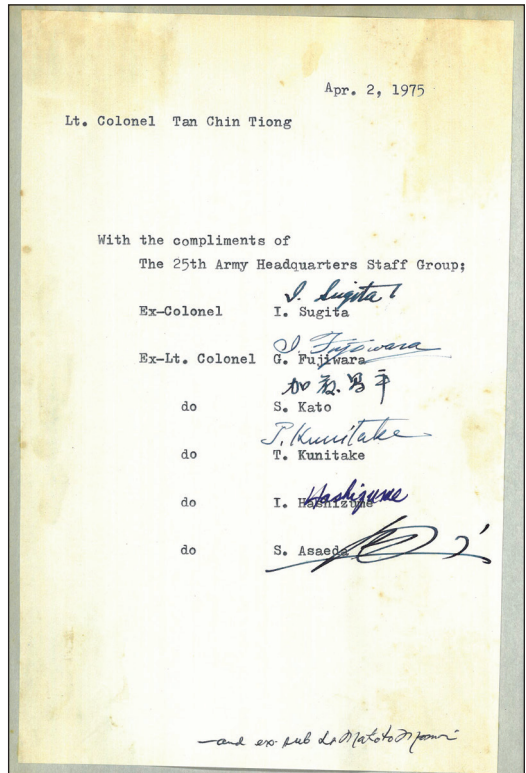 Apr. 2, 1975
Lt. Colonel Tan Chin Tiong
With the compliments of
The 25th Army Headquarters Staff Group;
I. Sugita
Ex-Colonel I. Sugita
Fujiwara
Ex-Lt. Colonel G. Fujiwara
加
do S. Kato
T. Kunitake
do T. Kunitake
Hashizume
do I. Hashizume
do S. Asaeda
— and ex-sub Lt